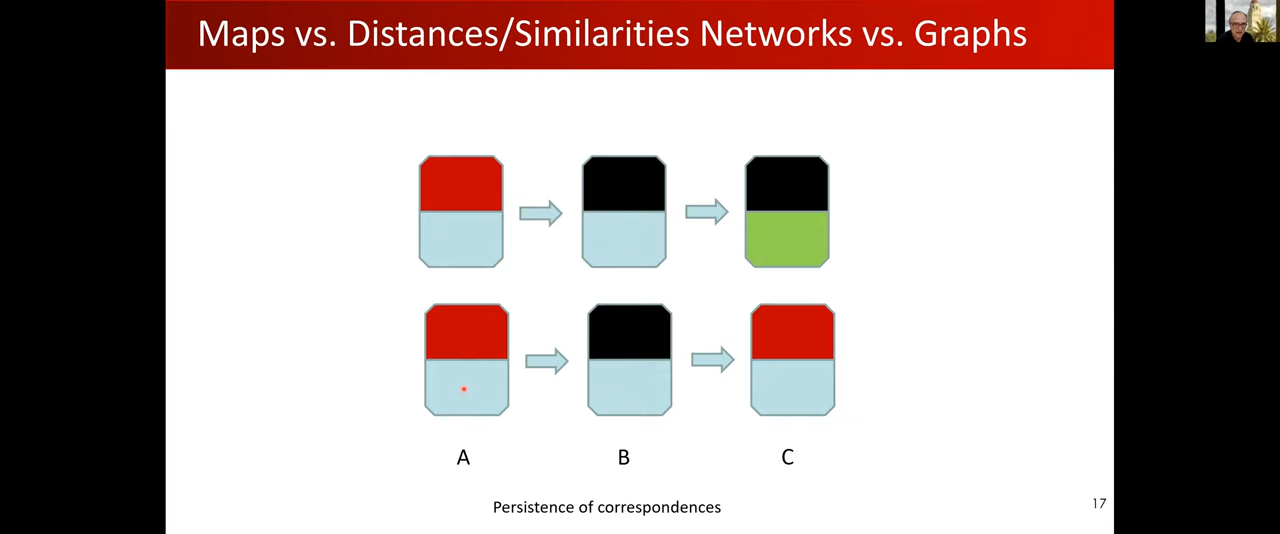 Maps vs. Distances/Similarities Networks vs. Graphs
A B C
Persistence of correspondences
17